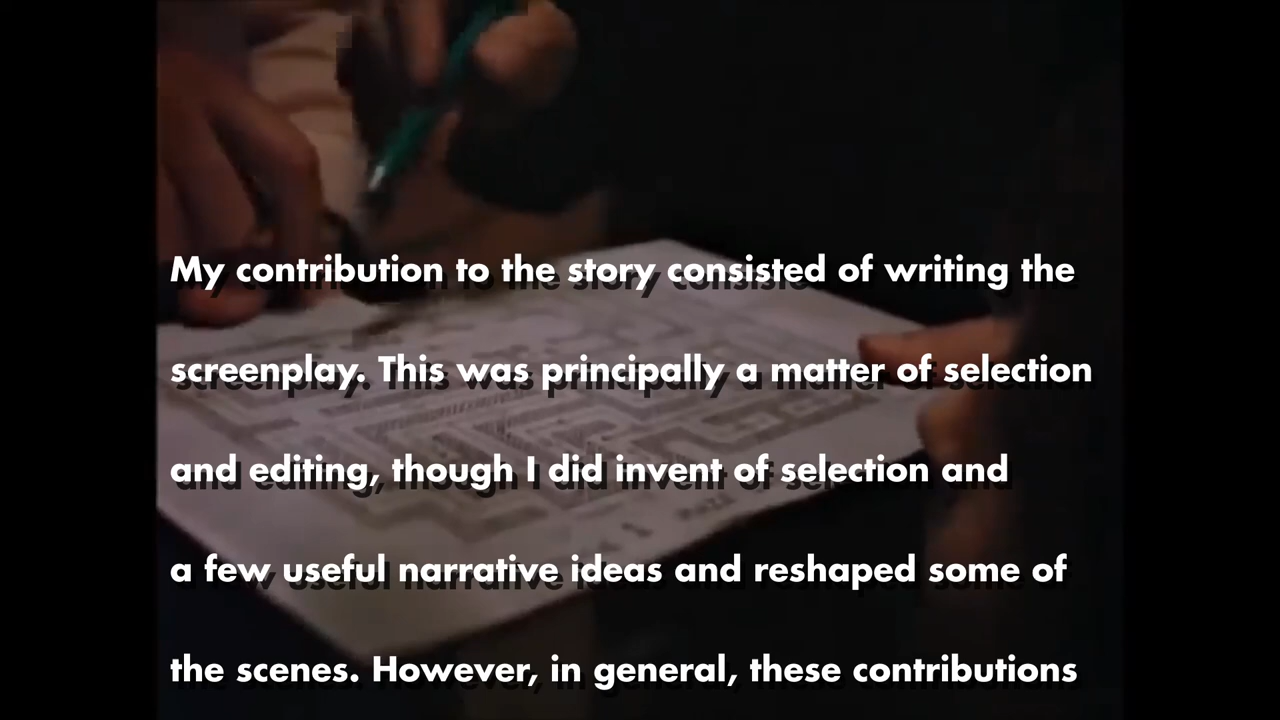 My contribution to the story consisted of writing the
screenplay. This was principally a matter of selection
and editing, though I did invent of selection and
a few useful narrative ideas and reshaped some of
the scenes. However, in general, these contributions